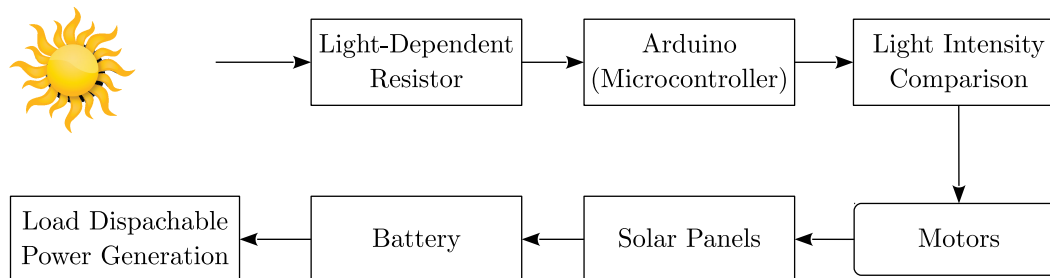 Light-Dependent
Resistor
Arduino
(Microcontroller)
Light Intensity
Comparison
Load Dispachable
Power Generation
Battery
Solar Panels
Motors